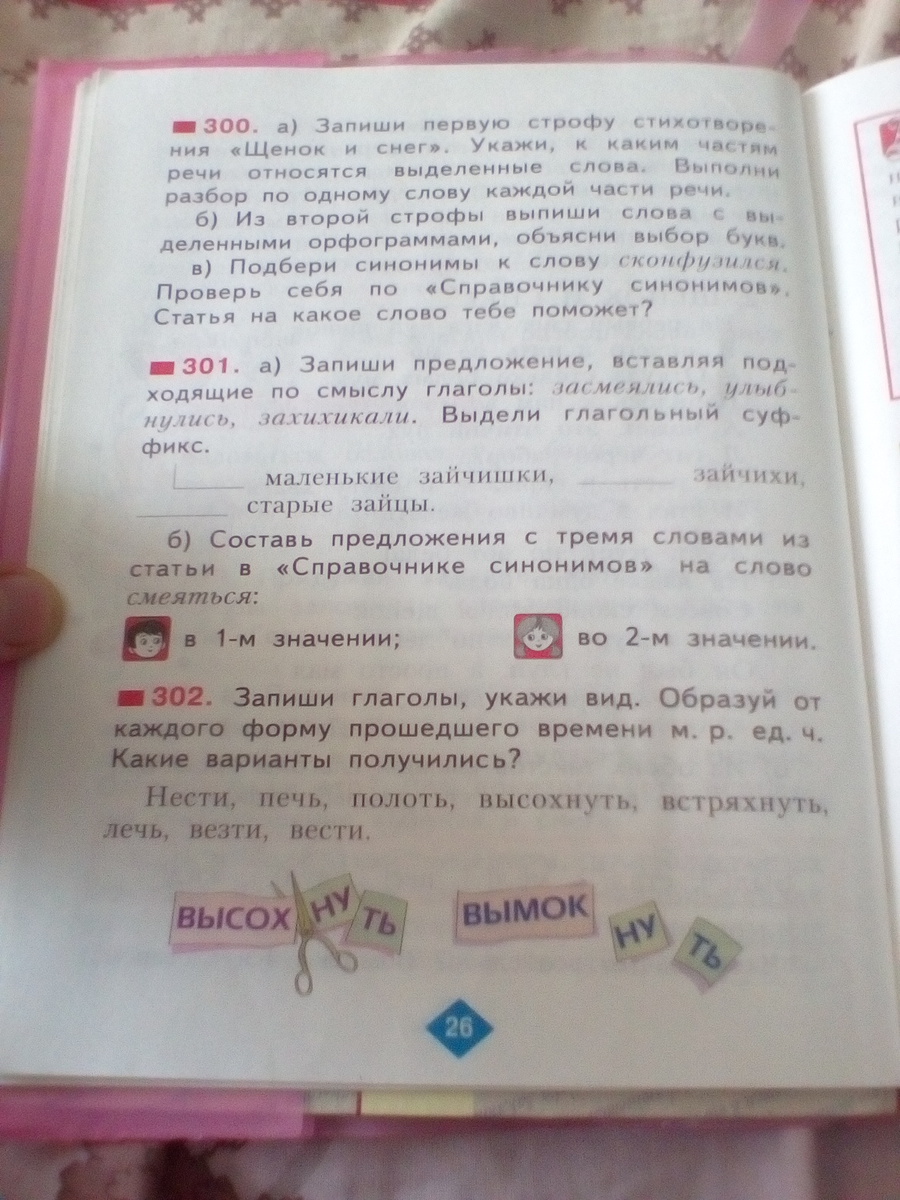 300. а) Запиши первую строфу стихотворе-
ния «Щенок и снег». Укажи, к каким частям
речи относятся выделенные слова. Выполни
разбор по одному слову каждой части речи.
б) Из второй строфы выпиши слова с вы-
деленными орфограммами, объясни выбор букв.
в) Подбери синонимы к слову сконфузился.
Проверь себя по «Справочнику синонимов».
Статья на какое слово тебе поможет?
301. а) Запиши предложение, вставляя под-
ходящие по смыслу глаголы: засмеялись, улыб-
нулись, захихикали. Выдели глагольный суф-
фикс.
маленькие зайчишки, ________ зайчихи,
________ старые зайцы.
б) Составь предложения с тремя словами из
статьи в «Справочнике синонимов» на слово
смеяться:
в 1-м значении; во 2-м значении.
302. Запиши глаголы, укажи вид. Образуй от
каждого форму прошедшего времени м. р. ед. ч.
Какие варианты получились?
Нести, печь, полоть, высохнуть, встряхнуть,
лечь, везти, вести.
ВЫСОХ НУ ТЬ ВЫМОК НУ ТЬ
26